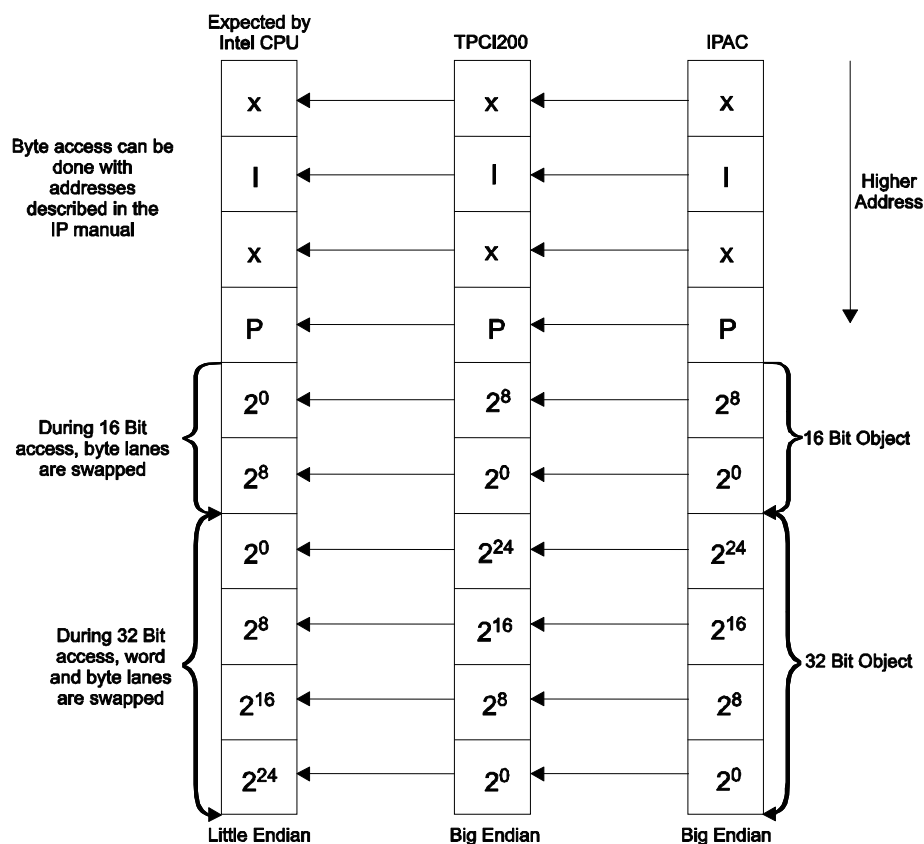 Expected by
Intel CPU
TPCI200
IPAC
x
x
x
Byte access can be
done with
addresses
described in the
IP manual
I
I
I
Higher
Address
x
x
x
P
P
P
During 16 Bit
access, byte lanes
are swapped
2⁰
2⁸
2⁸
16 Bit Object
2⁸
2⁰
2⁰
During 32 Bit
access, word
and byte lanes
are swapped
2⁰
2²⁴
2²⁴
2⁸
2¹⁶
2¹⁶
32 Bit Object
2¹⁶
2⁸
2⁸
2²⁴
2⁰
2⁰
Little Endian
Big Endian
Big Endian